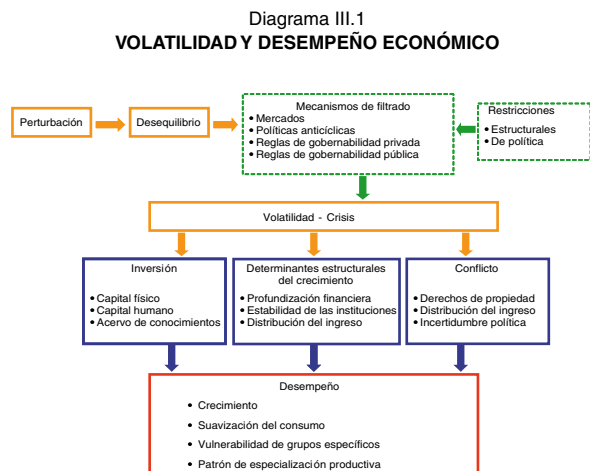 Diagrama III.1
VOLATILIDAD Y DESEMPEÑO ECONÓMICO
Perturbación
Desequilibrio
Mecanismos de filtrado
• Mercados
• Políticas anticíclicas
• Reglas de gobernabilidad privada
• Reglas de gobernabilidad pública
Restricciones
• Estructurales
• De política
Volatilidad - Crisis
Inversión
• Capital físico
• Capital humano
• Acervo de conocimientos
Determinantes estructurales
del crecimiento
• Profundización financiera
• Estabilidad de las instituciones
• Distribución del ingreso
Conflicto
• Derechos de propiedad
• Distribución del ingreso
• Incertidumbre política
Desempeño
• Crecimiento
• Suavización del consumo
• Vulnerabilidad de grupos específicos
• Patrón de especialización productiva